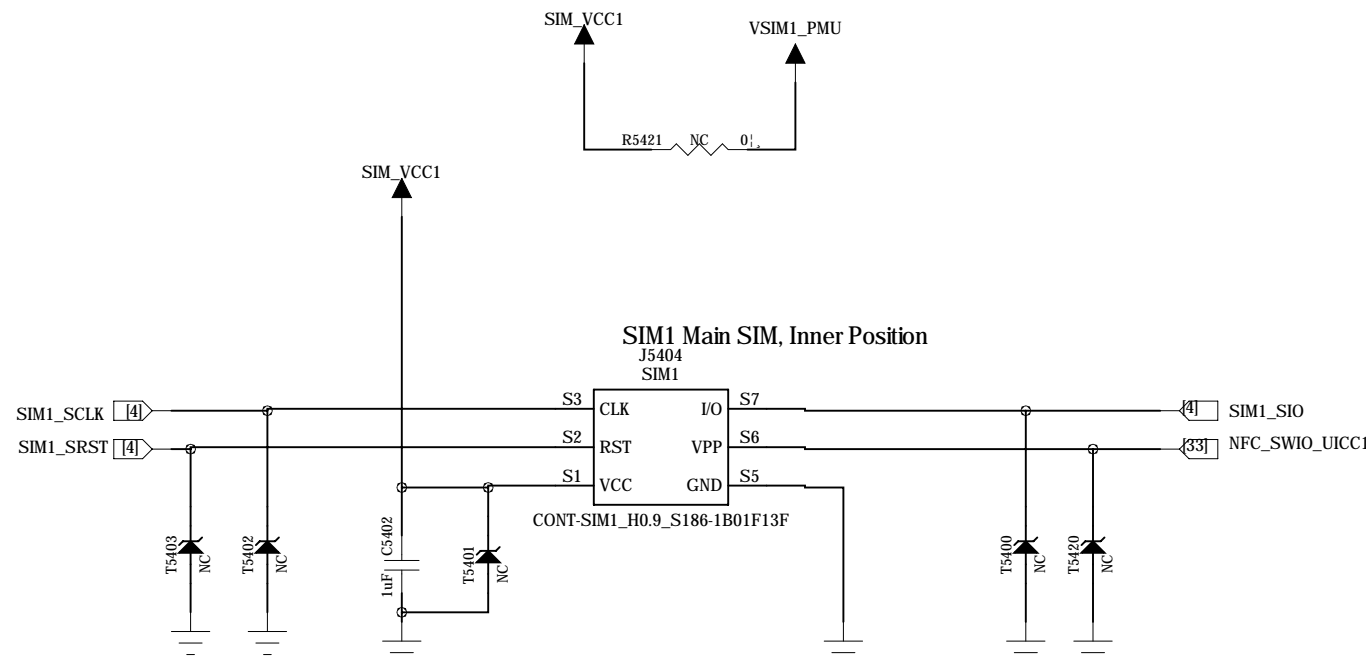 SIM_VCC1
VSIM1_PMU
R5421 NC 0¦¸
SIM_VCC1
SIM1 Main SIM, Inner Position
J5404
SIM1
SIM1_SCLK [4] S3 CLK I/O S7 [4] SIM1_SIO
SIM1_SRST [4] S2 RST VPP S6 [33] NFC_SWIO_UICC1
S1 VCC GND S5
CONT-SIM1_H0.9_S186-1B01F13F
T5403 NC
T5402 NC
C5402 1uF
T5401 NC
T5400 NC
T5420 NC